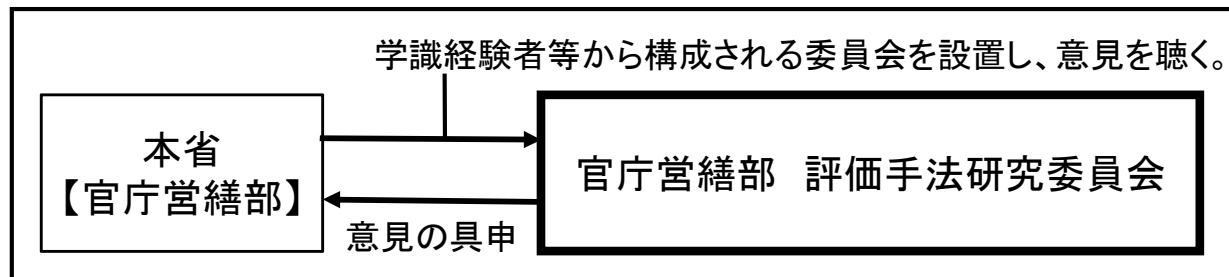 学識経験者等から構成される委員会を設置し、意見を聴く。
本省
【官庁営繕部】
官庁営繕部 評価手法研究委員会
意見の具申